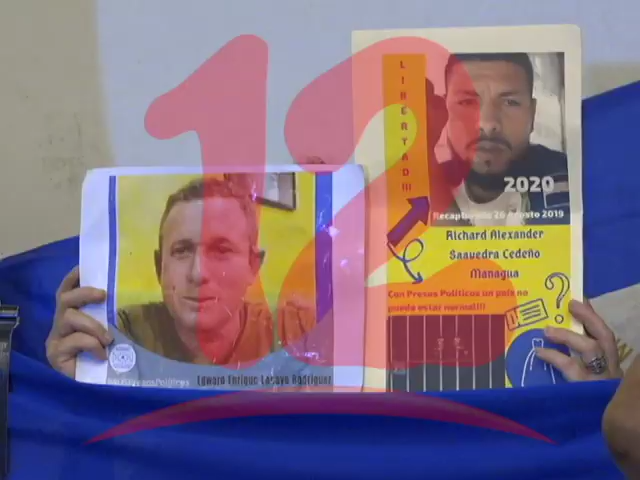 12
LIBERTAD!!!
2020
Recapturado 26 Agosto 2019
Richard Alexander
Saavedra Cedeño
Managua
Con Presos Políticos un país no
puede estar normal!!!
Edward Enrique Lacayo Rodríguez